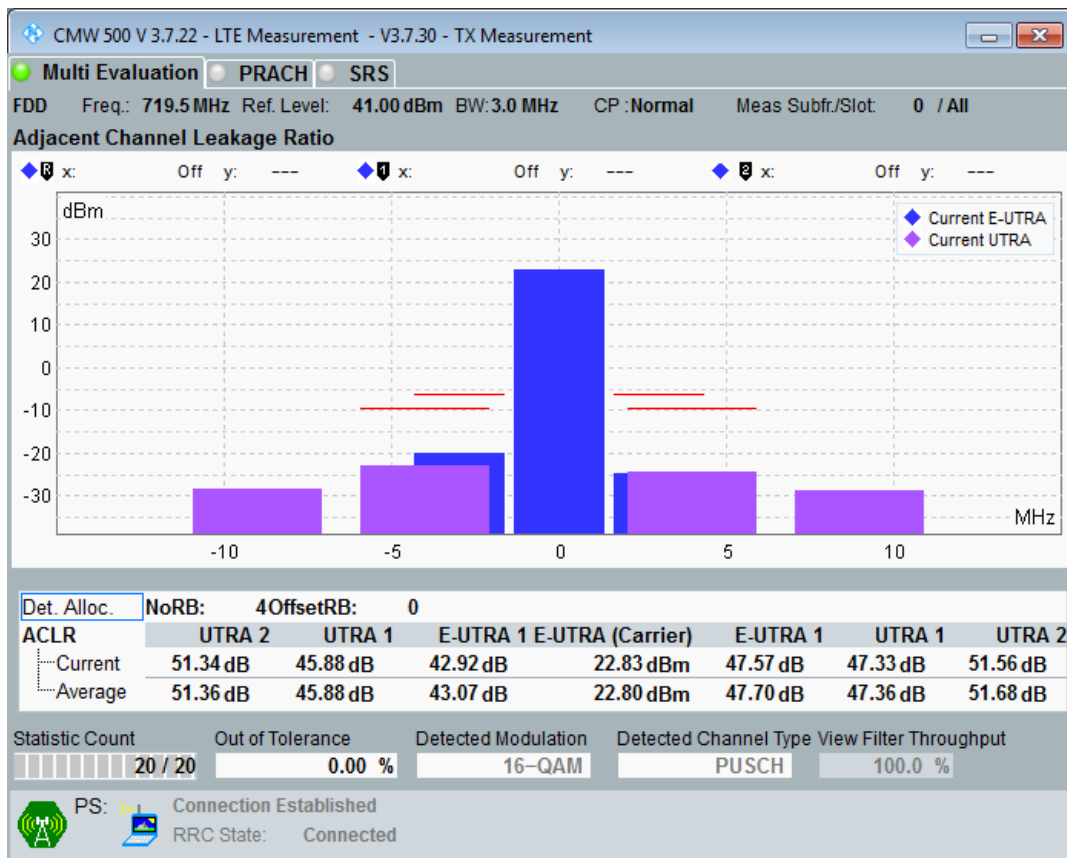 CMW 500 V 3.7.22 - LTE Measurement - V3.7.30 - TX Measurement
Multi Evaluation PRACH SRS
FDD Freq.: 719.5 MHz Ref. Level: 41.00 dBm BW: 3.0 MHz CP : Normal Meas Subfr./Slot: 0 / All
Adjacent Channel Leakage Ratio
R x: Off y: --- 1 x: Off y: --- 2 x: Off y: ---
dBm
Current E-UTRA
Current UTRA
30
20
10
0
-10
-20
-30
MHz
-10 -5 0 5 10
Det. Alloc. NoRB: 4 OffsetRB: 0
ACLR UTRA 2 UTRA 1 E-UTRA 1 E-UTRA (Carrier) E-UTRA 1 UTRA 1 UTRA 2
Current 51.34 dB 45.88 dB 42.92 dB 22.83 dBm 47.57 dB 47.33 dB 51.56 dB
Average 51.36 dB 45.88 dB 43.07 dB 22.80 dBm 47.70 dB 47.36 dB 51.68 dB
Statistic Count Out of Tolerance Detected Modulation Detected Channel Type View Filter Throughput
20 / 20 0.00 % 16-QAM PUSCH 100.0 %
PS: Connection Established
RRC State: Connected